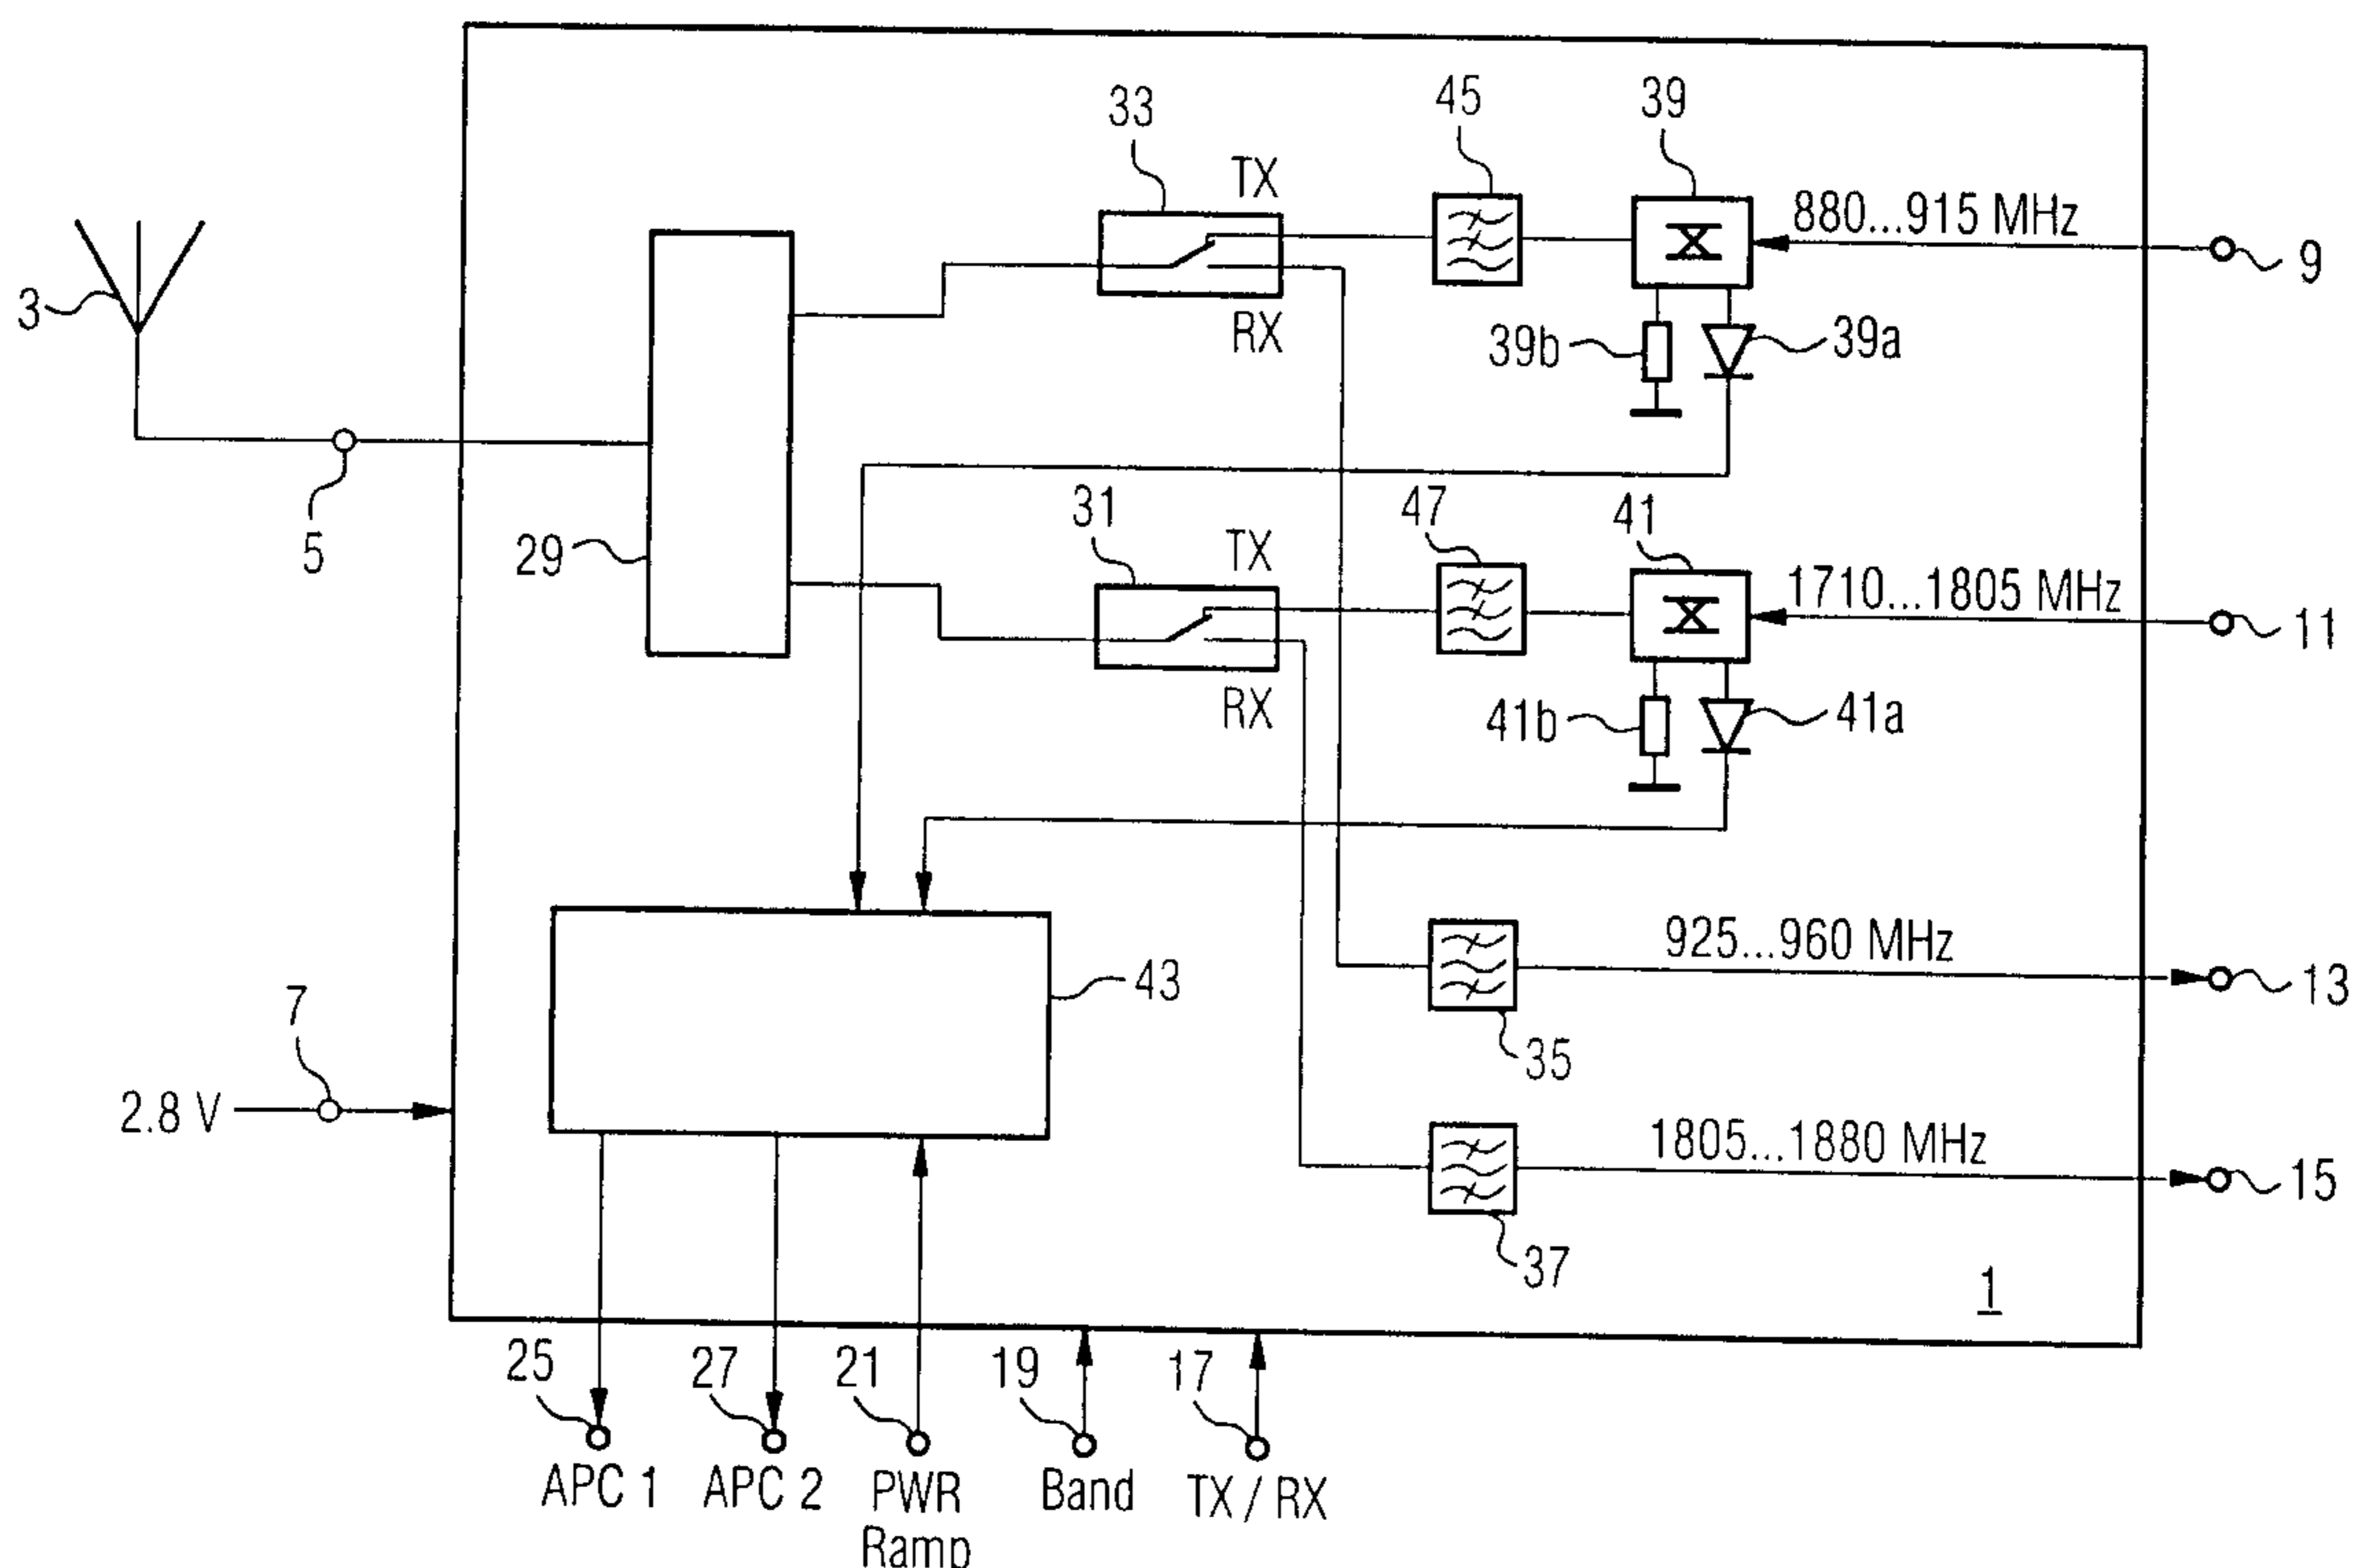 33
45
39
TX
880...915 MHz
9
3
RX
39b
39a
5
29
31
TX
47
41
1710...1805 MHz
11
RX
41b
41a
43
925...960 MHz
13
35
7
2.8 V
1805...1880 MHz
15
37
1
25
27
21
19
17
APC 1
APC 2
PWR
Ramp
Band
TX / RX